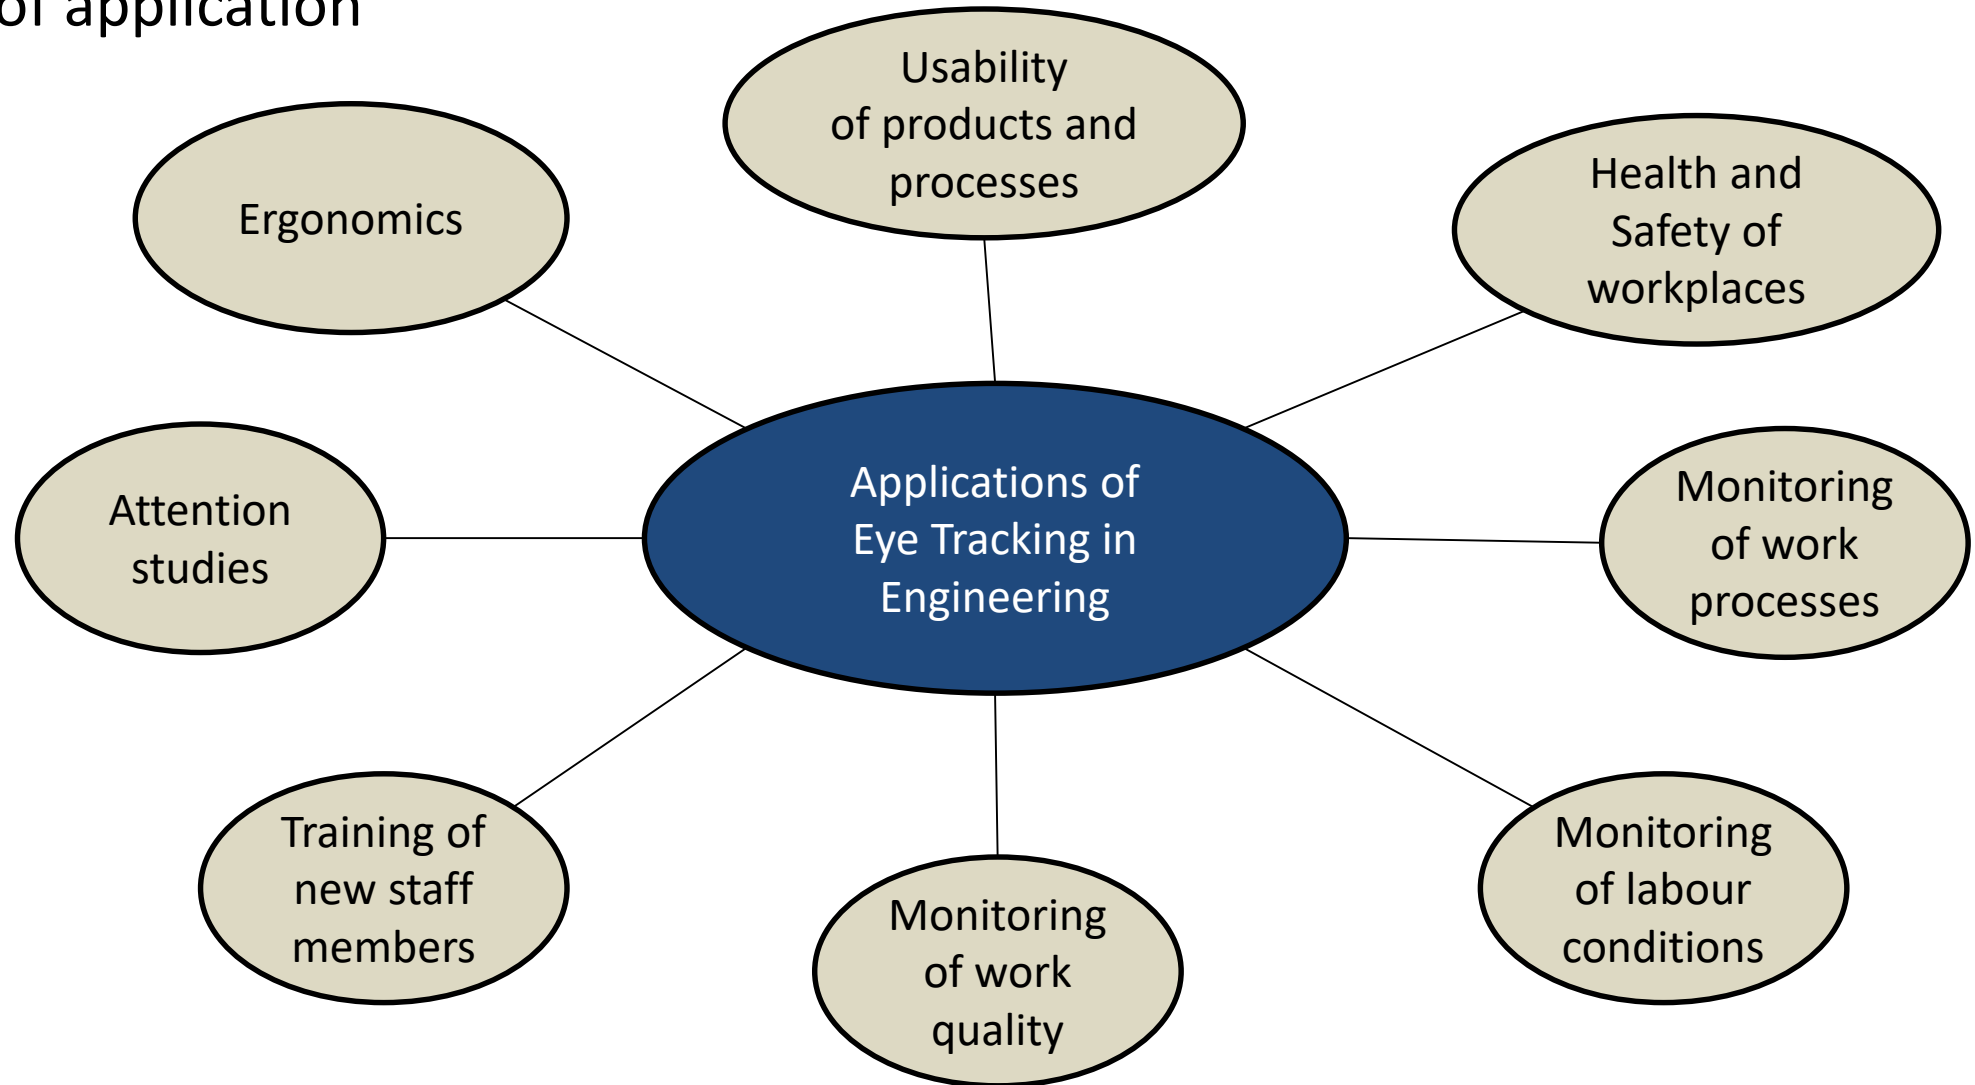 of application
Usability
of products and
processes
Health and
Safety of
workplaces
Ergonomics
Applications of
Eye Tracking in
Engineering
Monitoring
of work
processes
Attention
studies
Training of
new staff
members
Monitoring
of work
quality
Monitoring
of labour
conditions